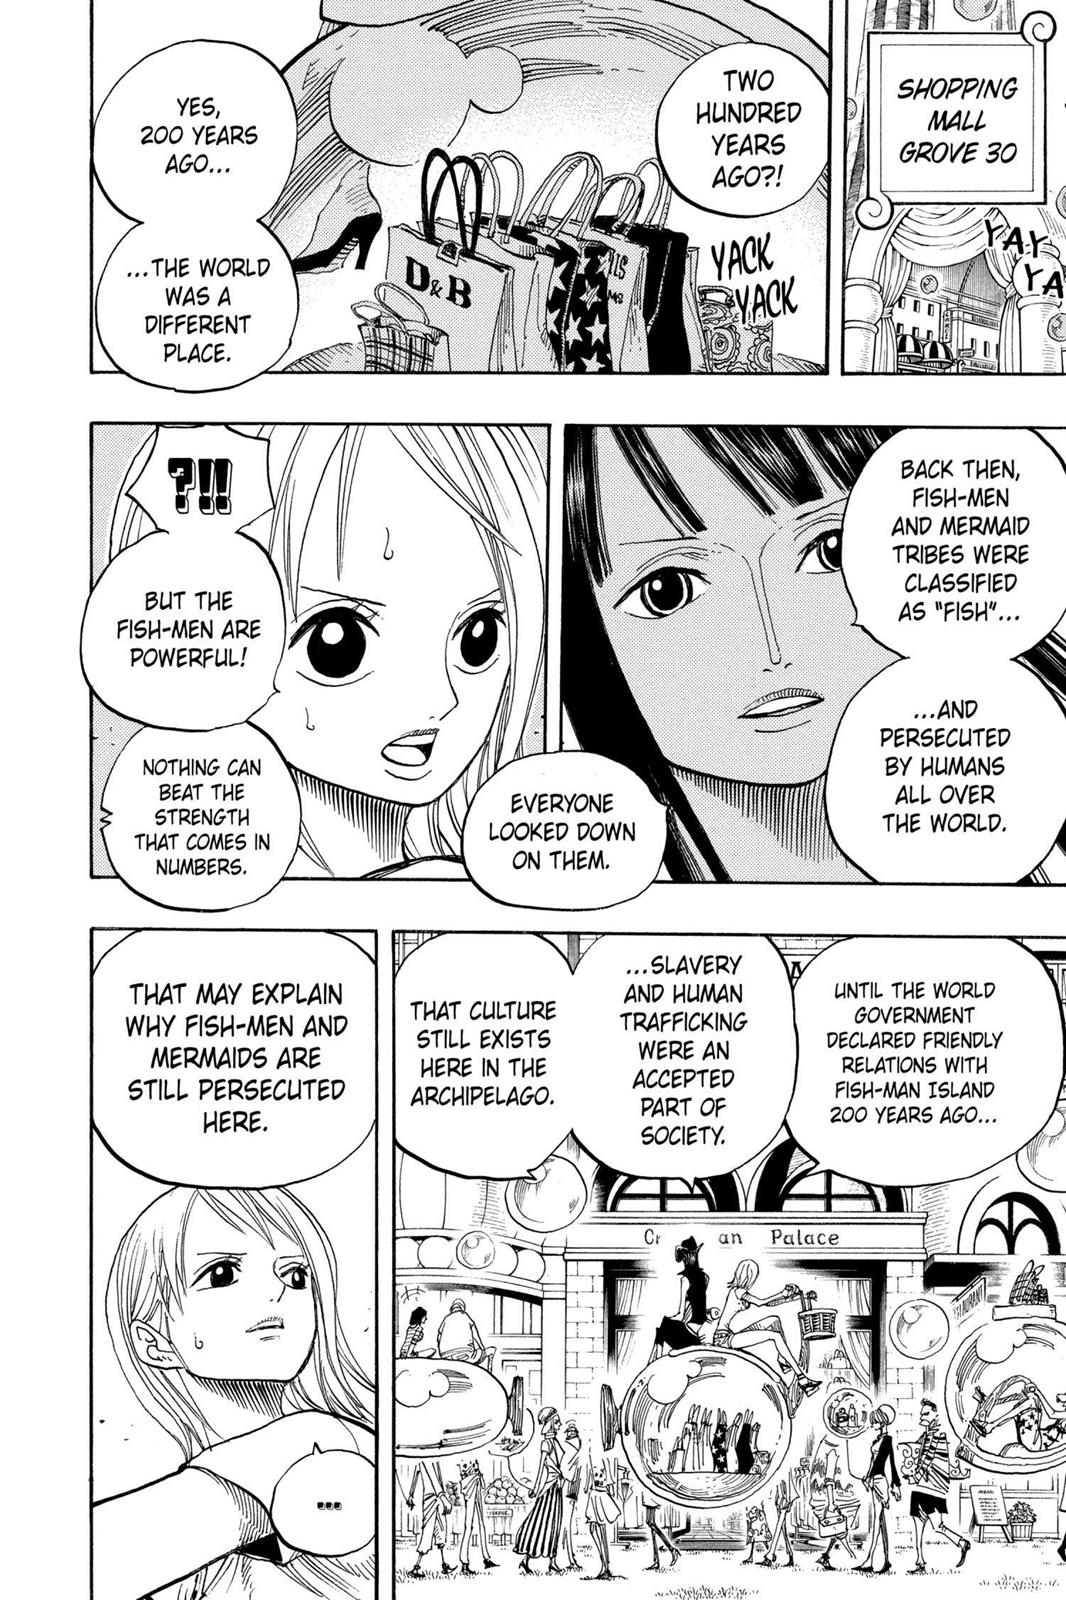 SHOPPING
MALL
GROVE 30
YAY
YA
TWO
HUNDRED
YEARS
AGO?!
YACK
YACK
D&B
YES,
200 YEARS
AGO...
...THE WORLD
WAS A
DIFFERENT
PLACE.
BACK THEN,
FISH-MEN
AND MERMAID
TRIBES WERE
CLASSIFIED
AS "FISH"...
...AND
PERSECUTED
BY HUMANS
ALL OVER
THE WORLD.
EVERYONE
LOOKED DOWN
ON THEM.
?!!
BUT THE
FISH-MEN ARE
POWERFUL!
NOTHING CAN
BEAT THE
STRENGTH
THAT COMES IN
NUMBERS.
UNTIL THE WORLD
GOVERNMENT
DECLARED FRIENDLY
RELATIONS WITH
FISH-MAN ISLAND
200 YEARS AGO...
...SLAVERY
AND HUMAN
TRAFFICKING
WERE AN
ACCEPTED
PART OF
SOCIETY.
THAT CULTURE
STILL EXISTS
HERE IN THE
ARCHIPELAGO.
Palace
THAT MAY EXPLAIN
WHY FISH-MEN AND
MERMAIDS ARE
STILL PERSECUTED
HERE.
...